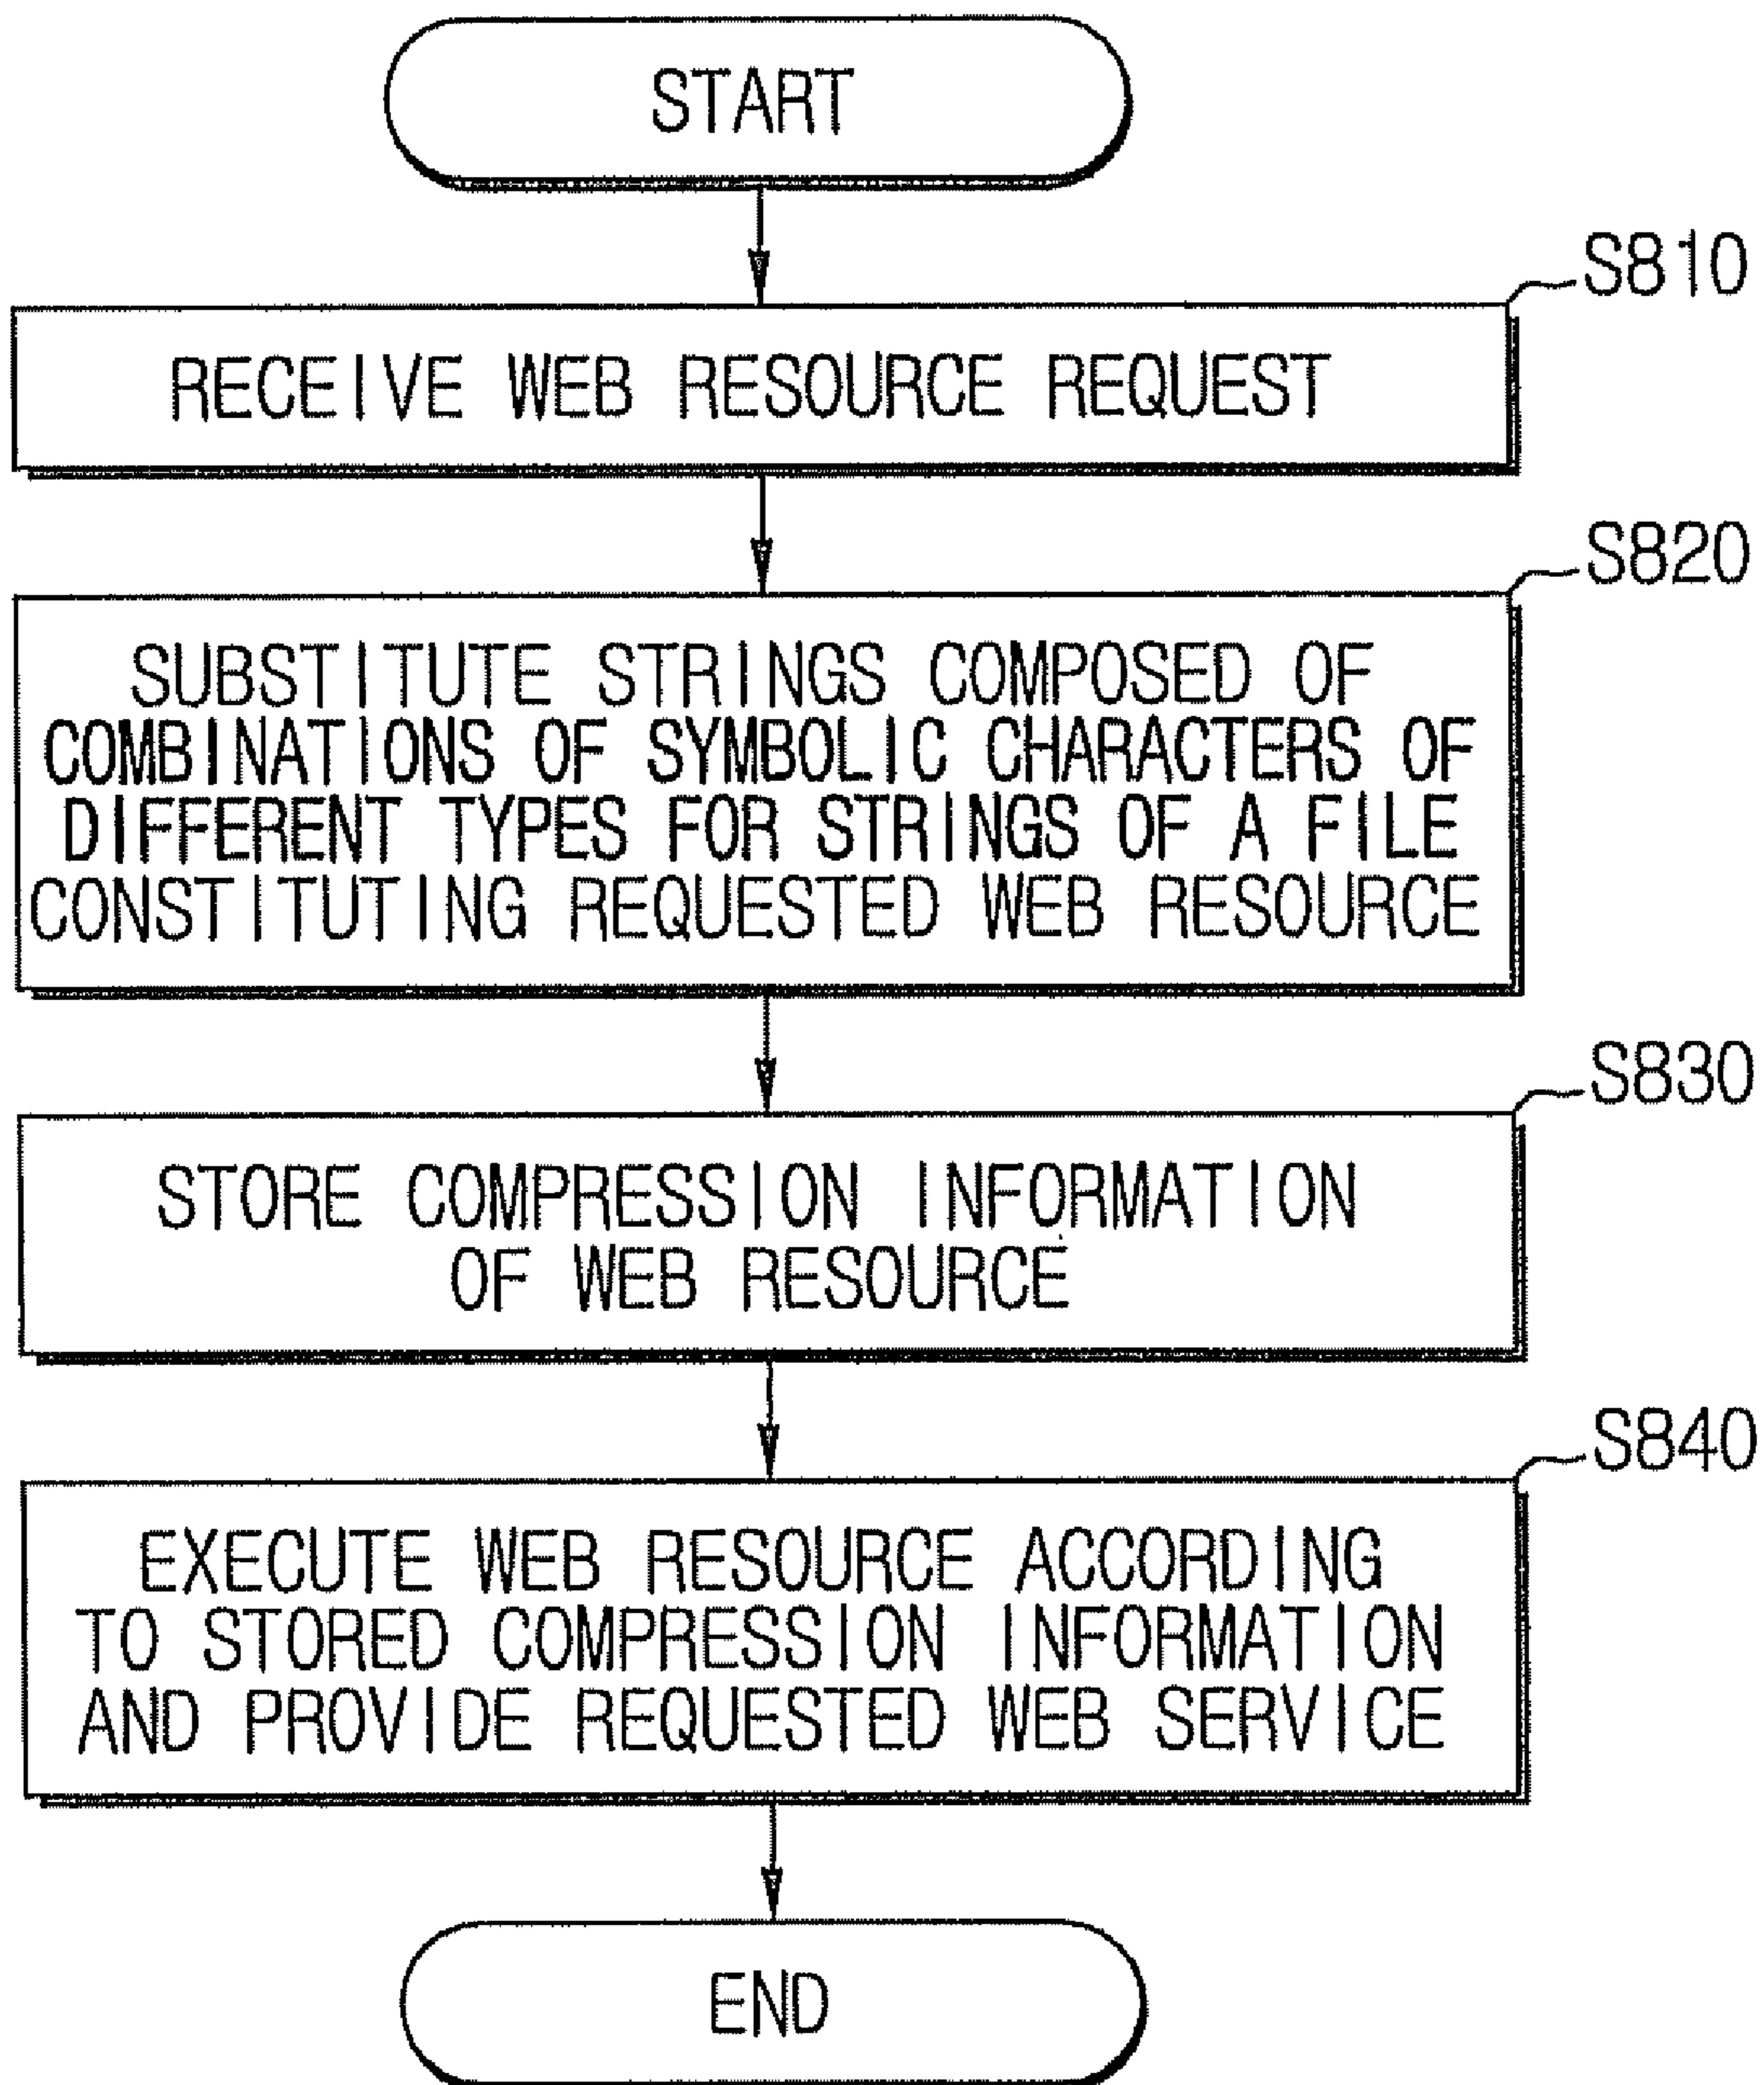 START
S810
RECEIVE WEB RESOURCE REQUEST
S820
SUBSTITUTE STRINGS COMPOSED OF
COMBINATIONS OF SYMBOLIC CHARACTERS OF
DIFFERENT TYPES FOR STRINGS OF A FILE
CONSTITUTING REQUESTED WEB RESOURCE
S830
STORE COMPRESSION INFORMATION
OF WEB RESOURCE
S840
EXECUTE WEB RESOURCE ACCORDING
TO STORED COMPRESSION INFORMATION
AND PROVIDE REQUESTED WEB SERVICE
END